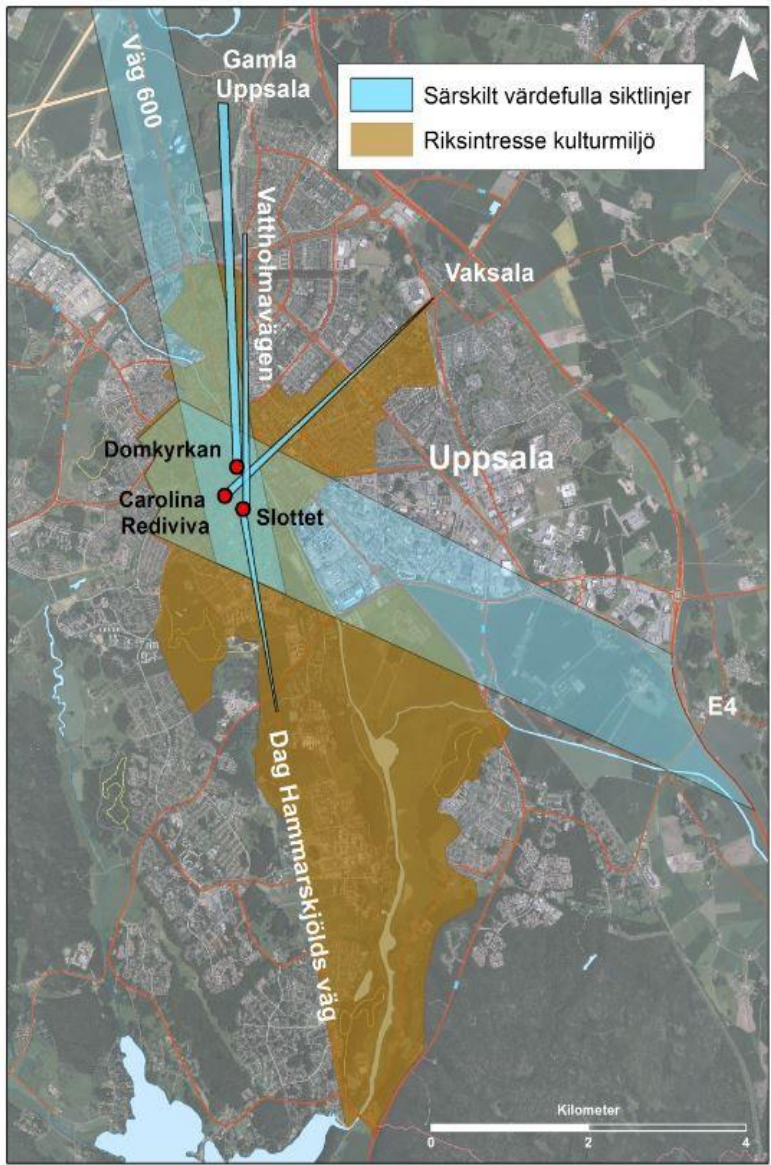 N
Väg 600
Gamla
Uppsala
Särskilt värdefulla siktlinjer
Riksintresse kulturmiljö
Vattholmavägen
Vaksala
Domkyrkan
Uppsala
Carolina
Rediviva
Slottet
E4
Dag Hammarskjölds väg
Kilometer
0 2 4